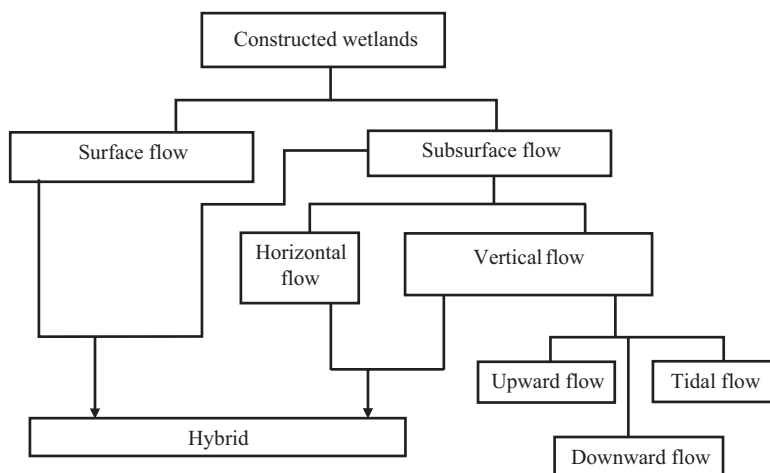 Constructed wetlands
Surface flow
Subsurface flow
Horizontal
flow
Vertical flow
Upward flow
Tidal flow
Hybrid
Downward flow